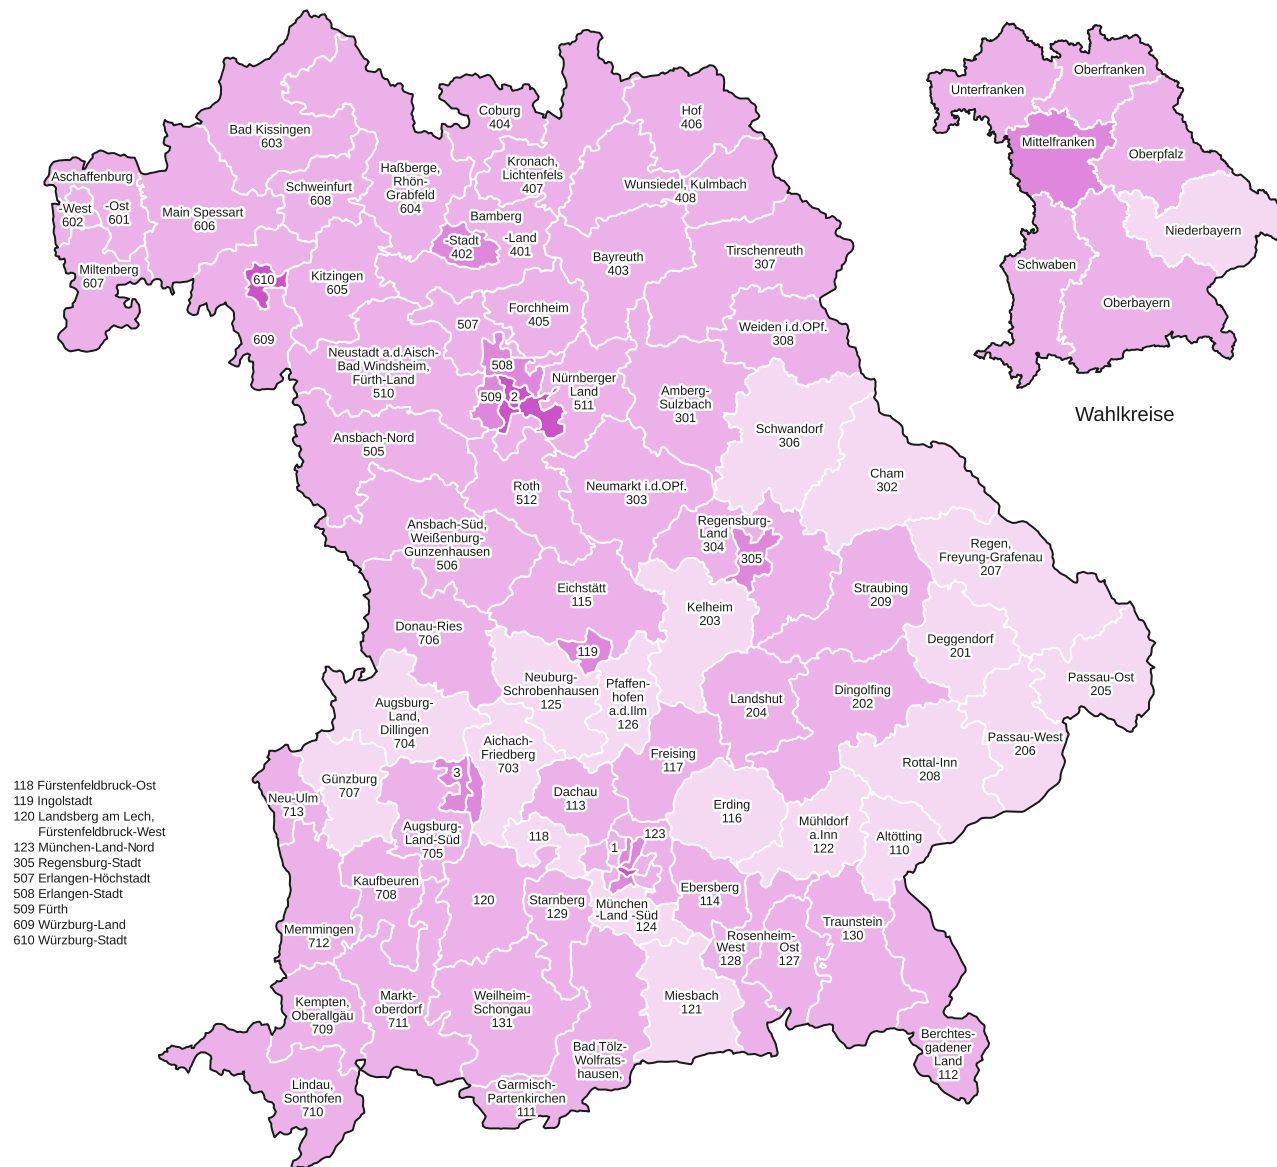 Coburg
404
Hof
406
Bad Kissingen
603
Aschaffenburg
-West
602
-Ost
601
Main Spessart
606
Schweinfurt
608
Haßberge,
Rhön-
Grabfeld
604
Kronach,
Lichtenfels
407
Wunsiedel, Kulmbach
408
Bamberg
-Stadt
402
-Land
401
Bayreuth
403
Tirschenreuth
307
Miltenberg
607
610
Kitzingen
605
Forchheim
405
507
609
Weiden i.d.OPf.
308
Neustadt a.d.Aisch-
Bad Windsheim,
Fürth-Land
510
508
509
2
Nürnberger
Land
511
Amberg-
Sulzbach
301
Ansbach-Nord
505
Schwandorf
306
Cham
302
Roth
512
Neumarkt i.d.OPf.
303
Ansbach-Süd,
Weißenburg-
Gunzenhausen
506
Regensburg-
Land
304
305
Regen,
Freyung-Grafenau
207
Eichstätt
115
Kelheim
203
Straubing
209
Donau-Ries
706
119
Deggendorf
201
Neuburg-
Schrobenhausen
125
Pfaffen-
hofen
a.d.Ilm
126
Landshut
204
Dingolfing
202
Passau-Ost
205
Augsburg-
Land,
Dillingen
704
Aichach-
Friedberg
703
Freising
117
Passau-West
206
Rottal-Inn
208
Günzburg
707
3
Neu-Ulm
713
Dachau
113
Erding
116
Mühldorf
a.Inn
122
Altötting
110
Augsburg-
Land-Süd
705
118
1
123
Kaufbeuren
708
120
Starnberg
129
München
-Land -Süd
124
Ebersberg
114
Memmingen
712
Rosenheim-
West
128
Ost
127
Traunstein
130
Kempten,
Oberallgäu
709
Markt-
oberdorf
711
Weilheim-
Schongau
131
Miesbach
121
Bad Tölz-
Wolfrats-
hausen,
Garmisch-
Partenkirchen
111
Lindau,
Sonthofen
710
Berchtes-
gadener
Land
112
118 Fürstenfeldbruck-Ost
119 Ingolstadt
120 Landsberg am Lech,
Fürstenfeldbruck-West
123 München-Land-Nord
305 Regensburg-Stadt
507 Erlangen-Höchstadt
508 Erlangen-Stadt
509 Fürth
609 Würzburg-Land
610 Würzburg-Stadt
Oberfranken
Unterfranken
Mittelfranken
Oberpfalz
Niederbayern
Schwaben
Oberbayern
Wahlkreise